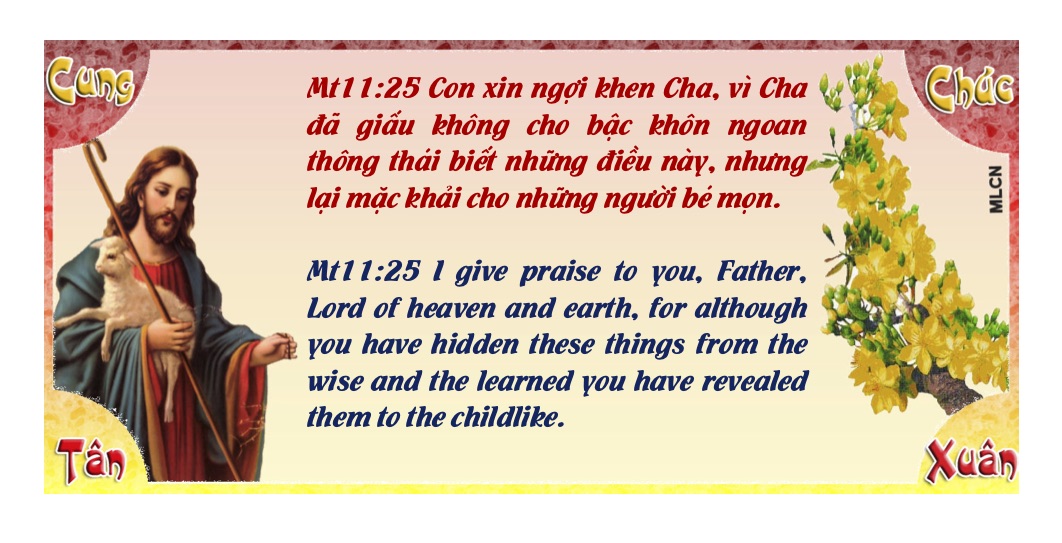 Cung
Chúc
Mt11:25 Con xin ngợi khen Cha, vì Cha
đã giấu không cho bậc khôn ngoan
thông thái biết những điều này, nhưng
lại mặc khải cho những người bé mọn.
Mt11:25 I give praise to you, Father,
Lord of heaven and earth, for although
you have hidden these things from the
wise and the learned you have revealed
them to the childlike.
MLCN
Tân
Xuân